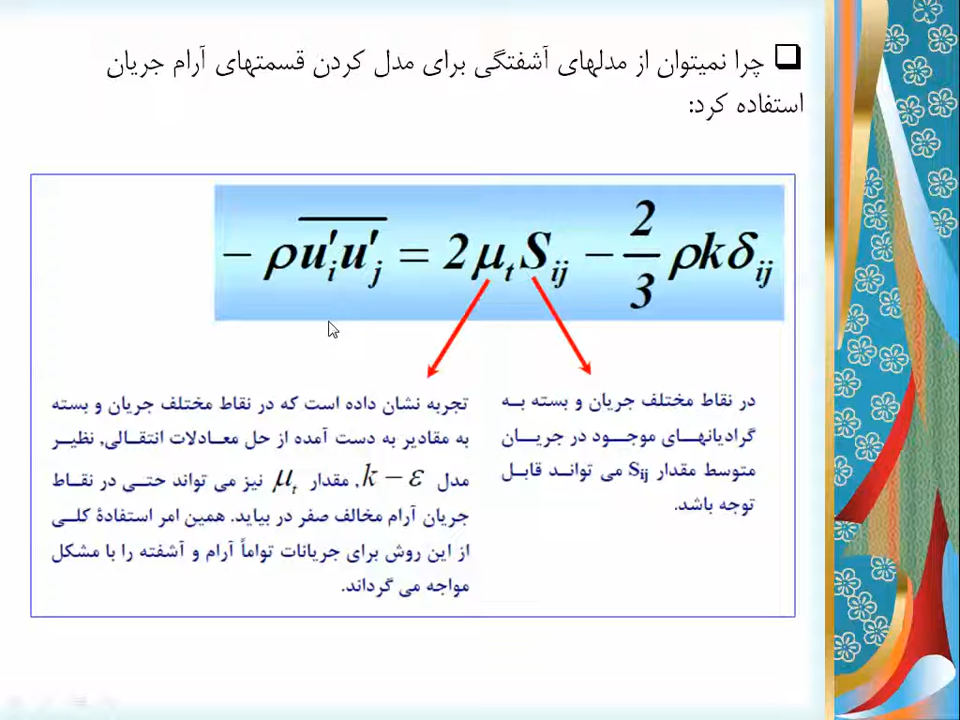 چرا نمیتوان از مدلهای آشفتگی برای مدل کردن قسمتهای آرام جریان
استفاده کرد:
− ρu′ᵢu′ⱼ = 2μₜSᵢⱼ − 2/3 ρkδᵢⱼ
در نقاط مختلف جریان و بسته به
گرادیانهای موجود در جریان
متوسط مقدار Sij می تواند قابل
توجه باشد.
تجربه نشان داده است که در نقاط مختلف جریان و بسته
به مقادیر به دست آمده از حل معادلات انتقالی, نظیر
مدل k − ε, مقدار μₜ نیز می تواند حتی در نقاط
جریان آرام مخالف صفر در بیاید. همین امر استفادۀ کلی
از این روش برای جریانات تواماً آرام و آشفته را با مشکل
مواجه می گرداند.